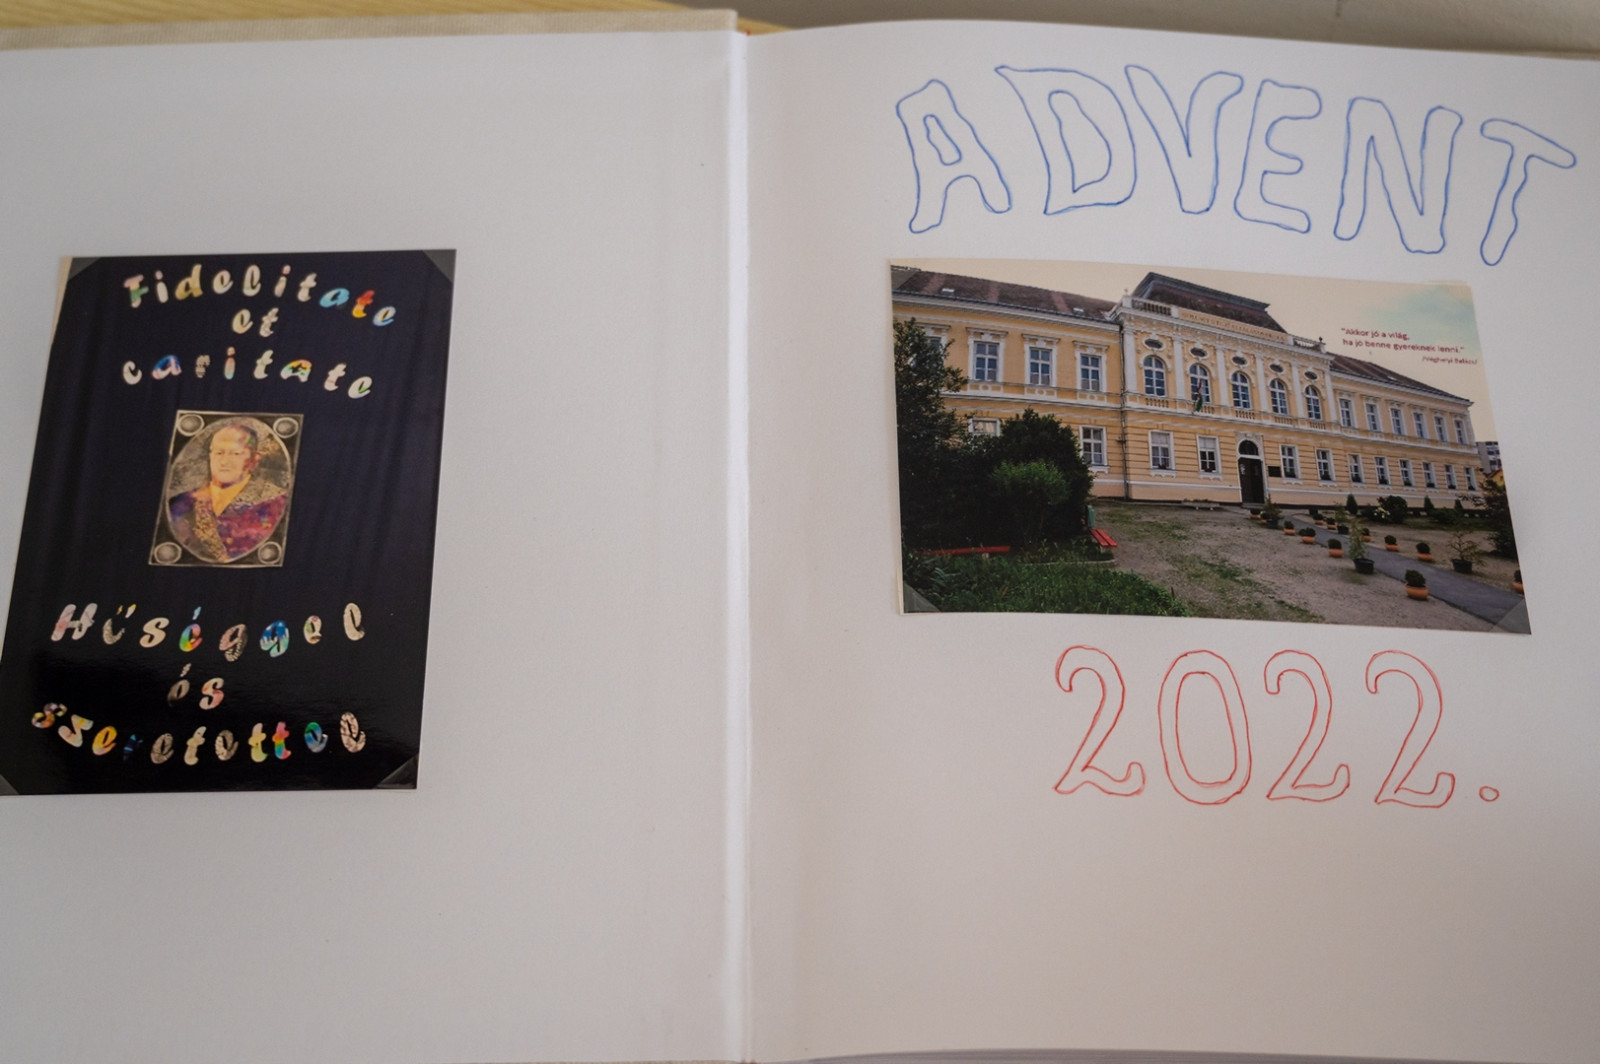 Fidelitate
et
caritate
Hűséggel
és
szeretettel
ADVENT
"Akkor jó a világ,
ha jó benne gyereknek lenni."
2022.